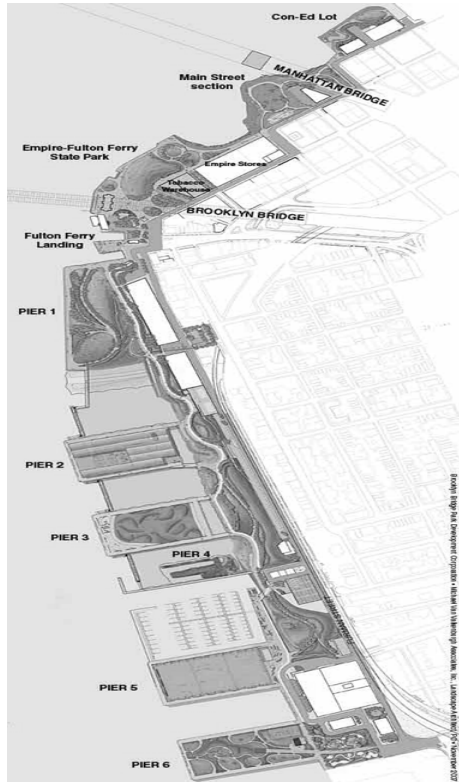 Con-Ed Lot
MANHATTAN BRIDGE
Main Street
section
Empire-Fulton Ferry
State Park
Empire Stores
Tobacco
Warehouse
BROOKLYN BRIDGE
Fulton Ferry
Landing
PIER 1
PIER 2
PIER 3
PIER 4
PIER 5
PIER 6
Brooklyn Bridge Park Development Corporation • Michael Van Valkenburgh Associates, Inc., Landscape Architects, PC • November 2007